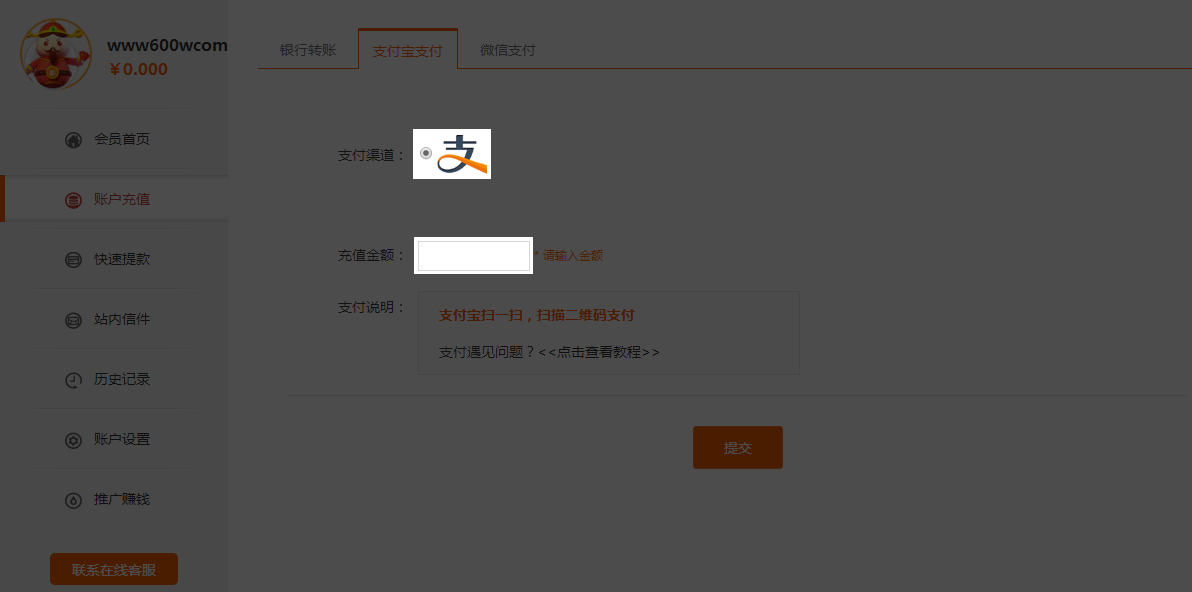 www600wcom
¥0.000
会员首页
账户充值
快速提款
站内信件
历史记录
账户设置
推广赚钱
联系在线客服
银行转账 支付宝支付 微信支付
支付渠道： 支
充值金额： * 请输入金额
支付说明： 支付宝扫一扫，扫描二维码支付
支付遇见问题？<<点击查看教程>>
提交